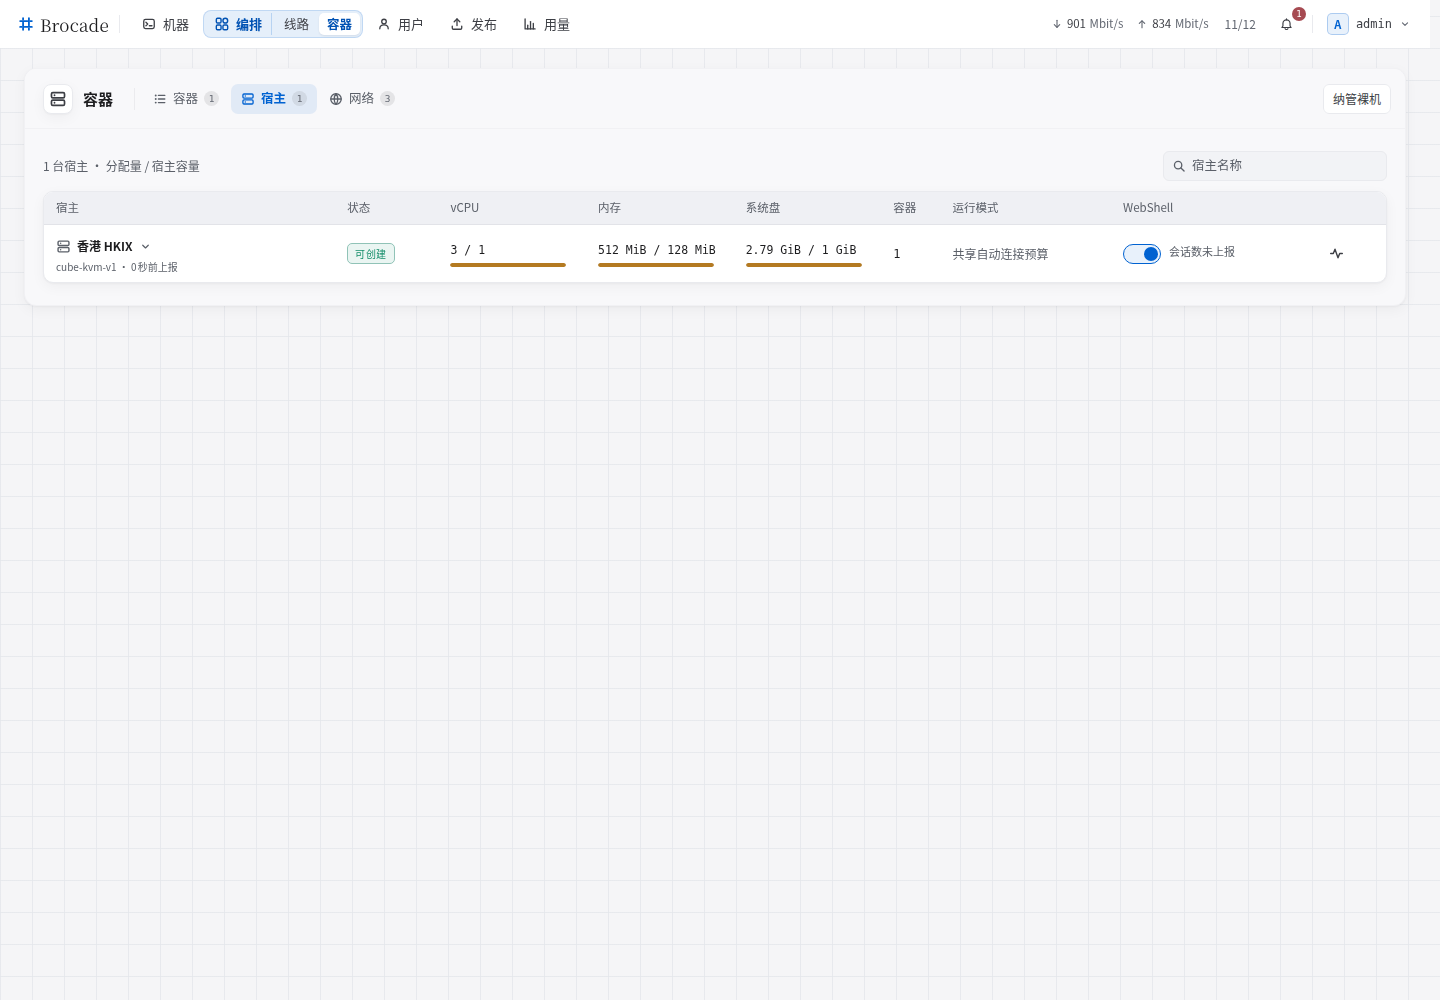 Brocade 机器 编排 线路 容器 用户 发布 用量 901 Mbit/s 834 Mbit/s 11/12 1 A admin
容器 容器 1 宿主 1 网络 3 纳管裸机
1 台宿主 · 分配量 / 宿主容量 宿主名称
宿主 状态 vCPU 内存 系统盘 容器 运行模式 WebShell
香港 HKIX 可创建 3 / 1 512 MiB / 128 MiB 2.79 GiB / 1 GiB 1 共享自动连接预算 会话数未上报
cube-kvm-v1 · 0秒前上报